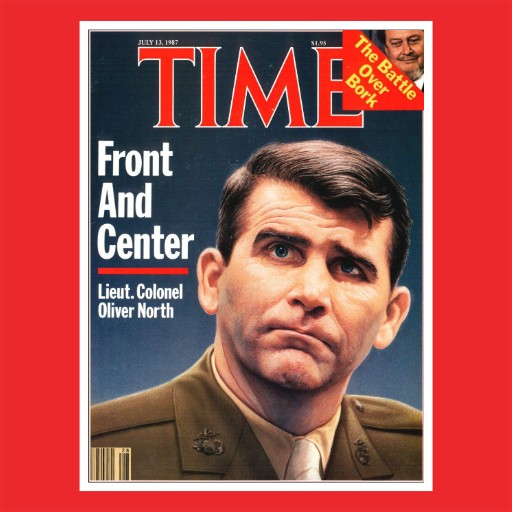 JULY 13, 1987
$1.95
TIME
The Battle
Over
Bork
Front
And
Center
Lieut. Colonel
Oliver North